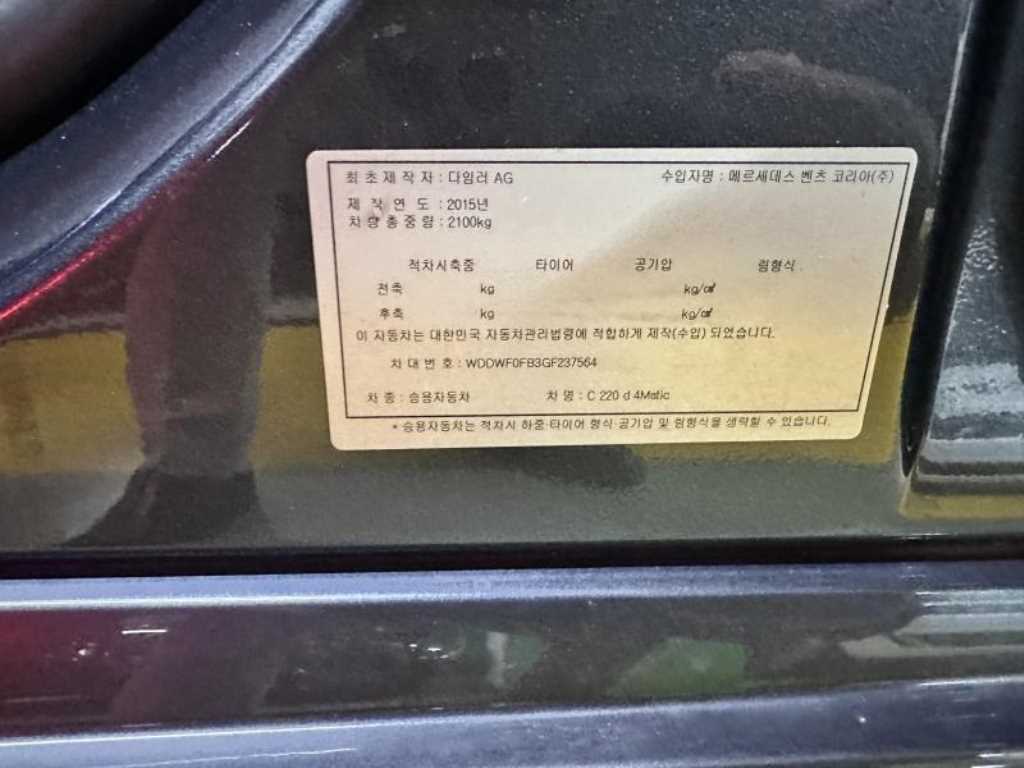 최초제작자 : 다임러 AG 수입자명 : 메르세데스 벤츠 코리아(주)
제 작 연 도 : 2015년
차량총중량 : 2100kg
적차시축중 타이어 공기압 림형식
전축 kg kg/㎠
후축 kg kg/㎠
이 자동차는 대한민국 자동차관리법령에 적합하게 제작(수입) 되었습니다.
차 대 번 호 : WDDWF0FB3GF237564
차 종 : 승용자동차 차 명 : C 220 d 4Matic
* 승용자동차는 적차시 하중·타이어 형식·공기압 및 림형식을 생략할 수 있습니다.